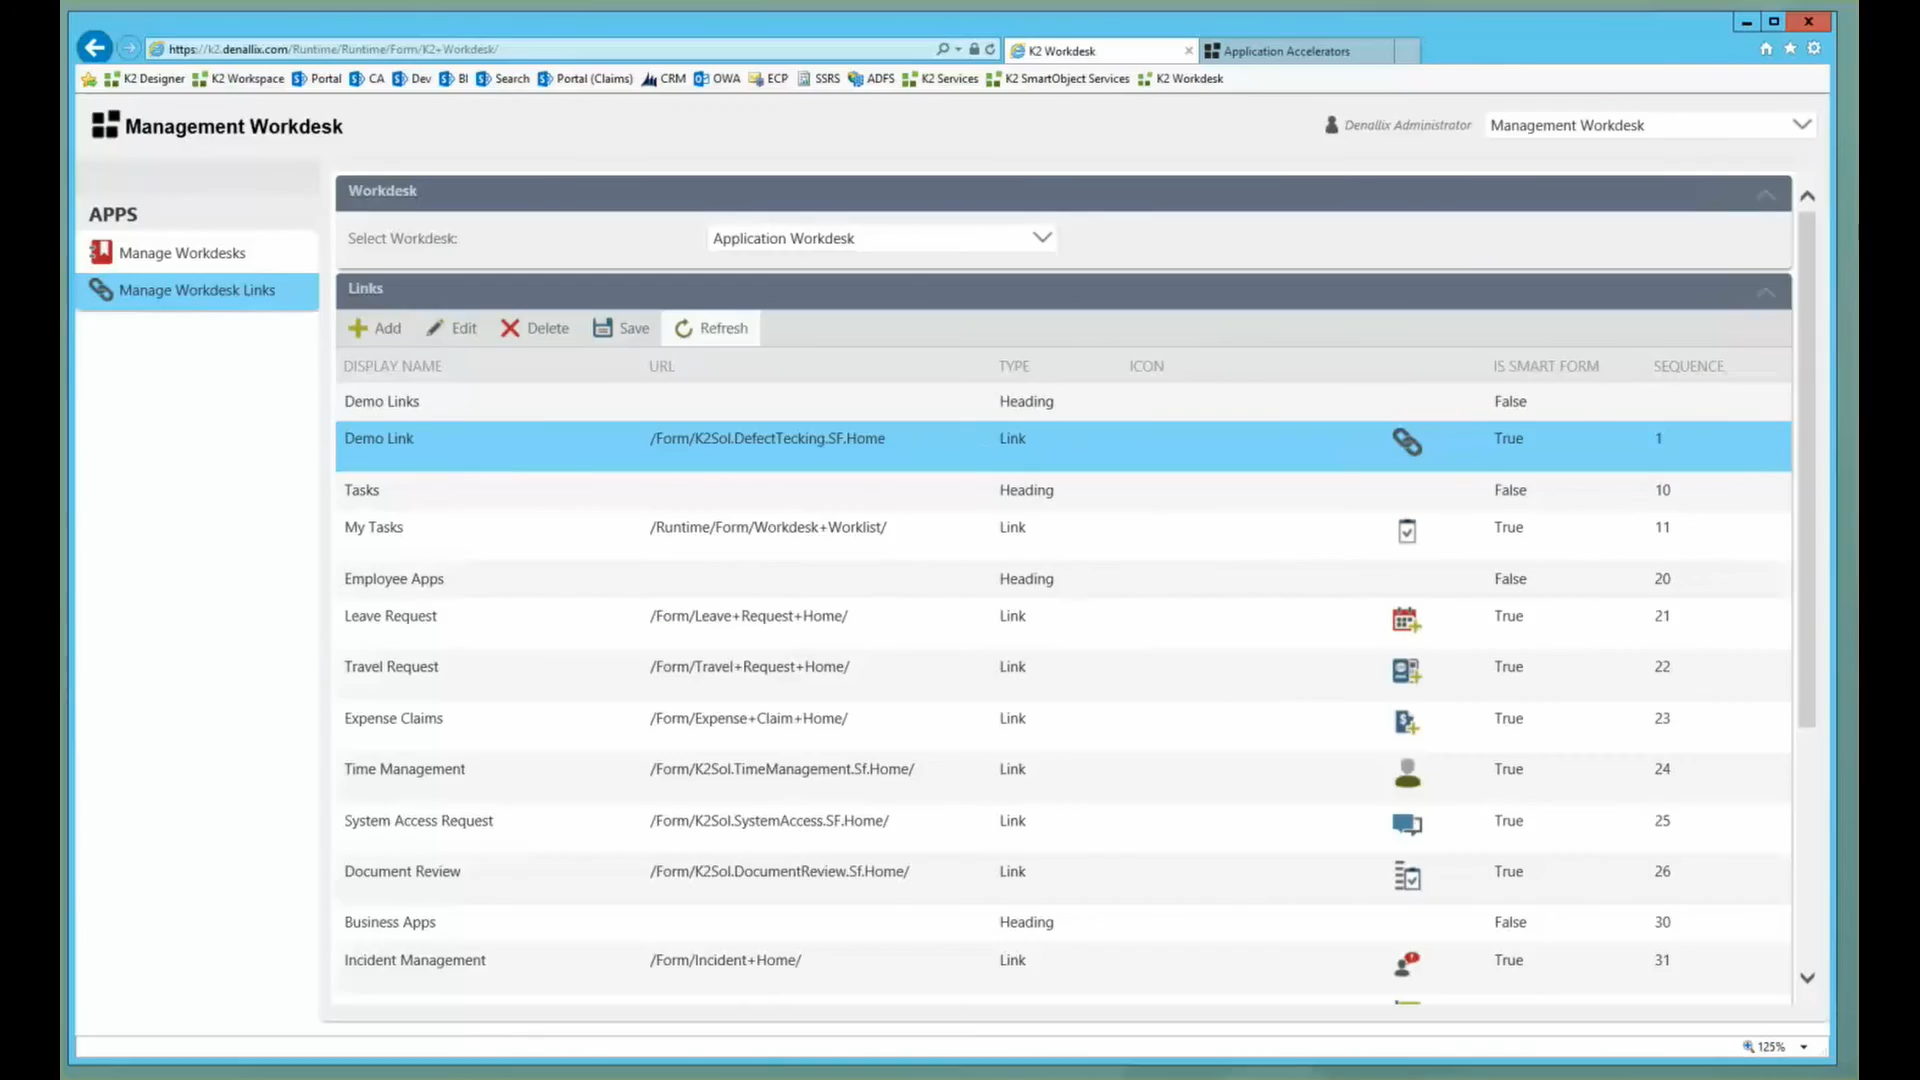 https://k2.denallix.com/Runtime/Runtime/Form/K2+Workdesk/
K2 Workdesk
Application Accelerators
K2 Designer K2 Workspace Portal CA Dev BI Search Portal (Claims) CRM OWA ECP SSRS ADFS K2 Services K2 SmartObject Services K2 Workdesk
Management Workdesk
Denallix Administrator
Management Workdesk
APPS
Manage Workdesks
Manage Workdesk Links
Workdesk
Select Workdesk: Application Workdesk
Links
Add Edit Delete Save Refresh
DISPLAY NAME URL TYPE ICON IS SMART FORM SEQUENCE
Demo Links Heading False
Demo Link /Form/K2Sol.DefectTecking.SF.Home Link True 1
Tasks Heading False 10
My Tasks /Runtime/Form/Workdesk+Worklist/ Link True 11
Employee Apps Heading False 20
Leave Request /Form/Leave+Request+Home/ Link True 21
Travel Request /Form/Travel+Request+Home/ Link True 22
Expense Claims /Form/Expense+Claim+Home/ Link True 23
Time Management /Form/K2Sol.TimeManagement.Sf.Home/ Link True 24
System Access Request /Form/K2Sol.SystemAccess.SF.Home/ Link True 25
Document Review /Form/K2Sol.DocumentReview.Sf.Home/ Link True 26
Business Apps Heading False 30
Incident Management /Form/Incident+Home/ Link True 31
125%